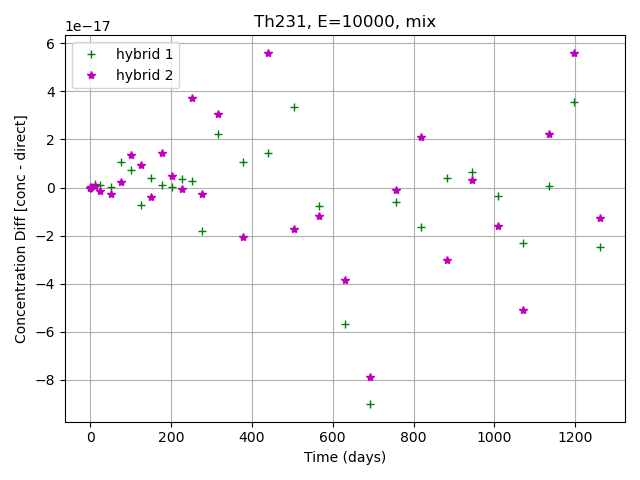 Th231, E=10000, mix
1e−17
hybrid 1
hybrid 2
6
4
2
0
−2
−4
−6
−8
Concentration Diff [conc - direct]
0 200 400 600 800 1000 1200
Time (days)